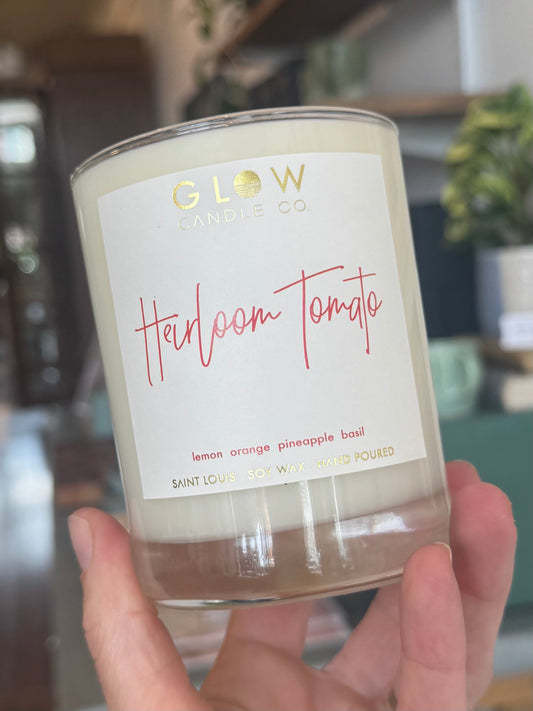 GLOW
CANDLE CO.
Heirloom Tomato
lemon orange pineapple basil
SAINT LOUIS SOY WAX HAND POURED